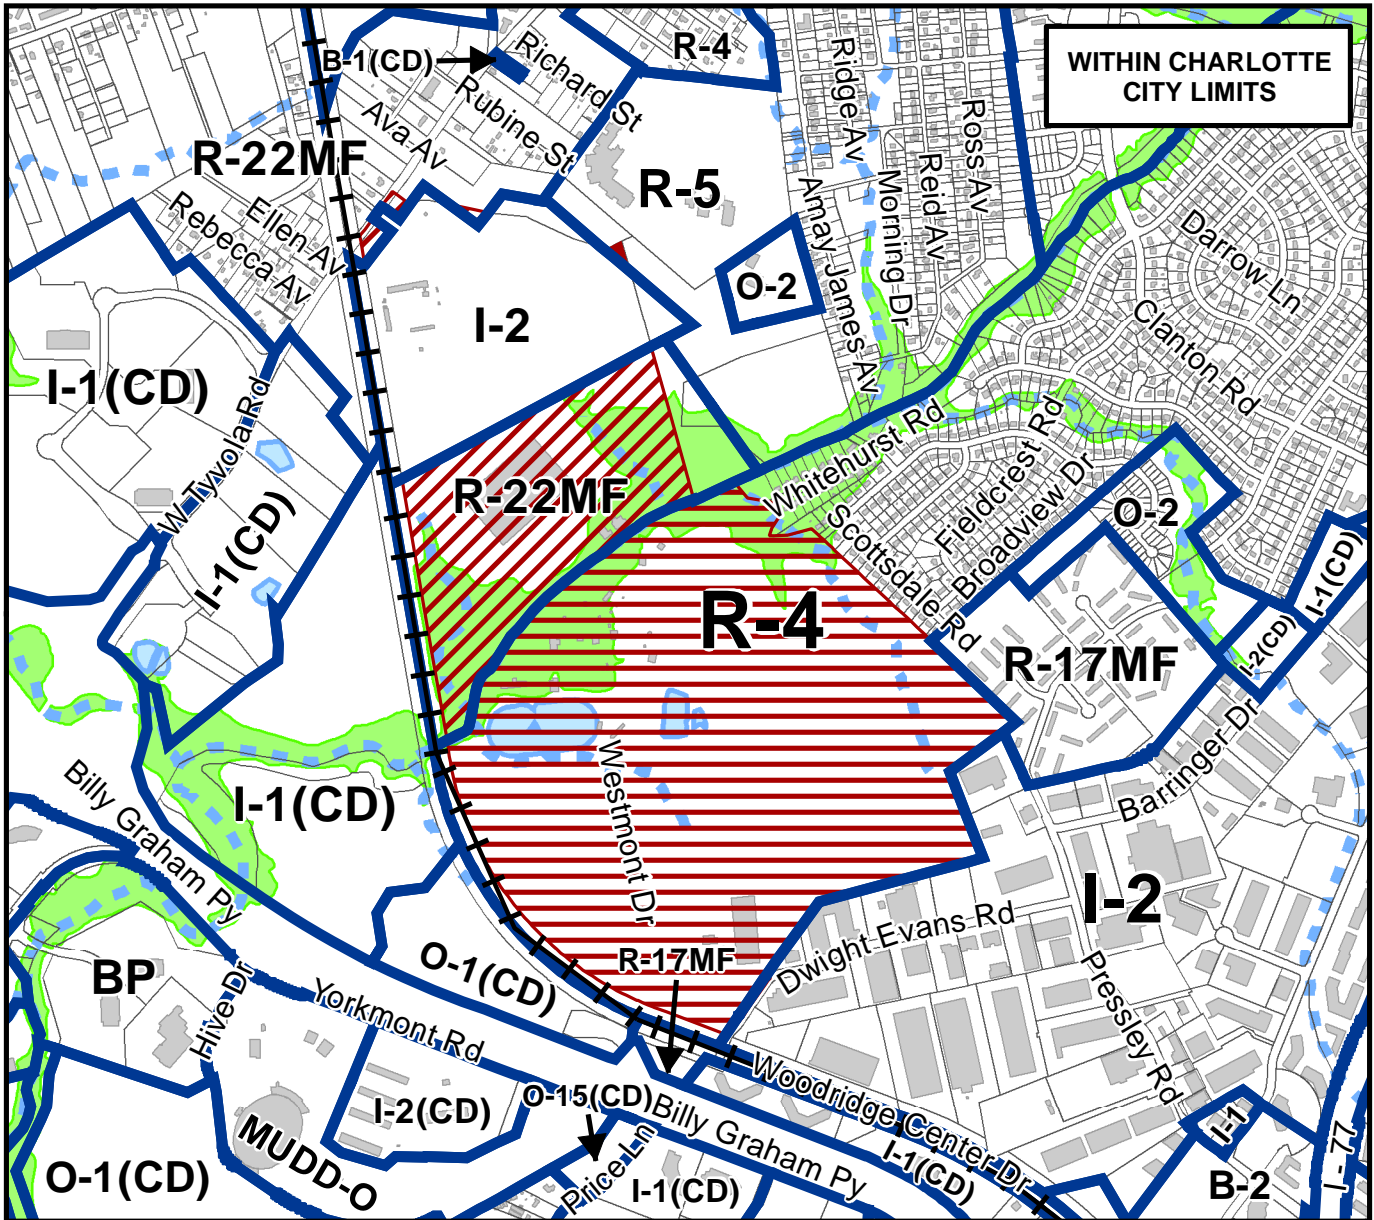 WITHIN CHARLOTTE
CITY LIMITS
B-1(CD)
Richard St
R-4
Rubine St
Ava Av
R-22MF
Ridge Av
Ross Av
Reid Av
Morning Dr
Amay James Av
R-5
Ellen Av
Rebecca Av
O-2
Darrow Ln
Clanton Rd
I-2
I-1(CD)
W Tyvola Rd
I-1(CD)
R-22MF
Whitehurst Rd
Scottsdale Rd
Fieldcrest Rd
Broadview Dr
O-2
I-1(CD)
I-2(CD)
R-4
R-17MF
Barringer Dr
Westmont Dr
I-1(CD)
Billy Graham Py
I-2
Dwight Evans Rd
Pressley Rd
R-17MF
O-1(CD)
BP
Hive Dr
Yorkmont Rd
Woodridge Center Dr
I-2(CD)
O-15(CD)
Billy Graham Py
I-1(CD)
Price Ln
I-1(CD)
MUDD-O
O-1(CD)
I-1
B-2
I- 77